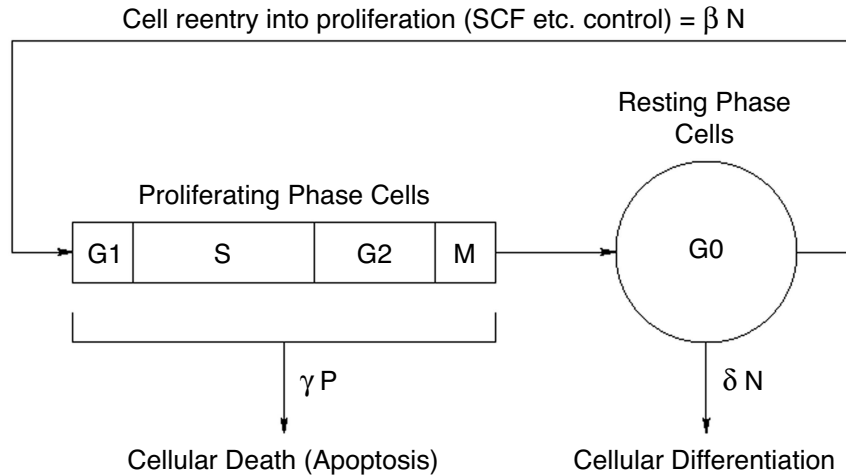 Cell reentry into proliferation (SCF etc. control) = β N
Resting Phase
Cells
Proliferating Phase Cells
G1 S G2 M
G0
γ P
δ N
Cellular Death (Apoptosis)
Cellular Differentiation